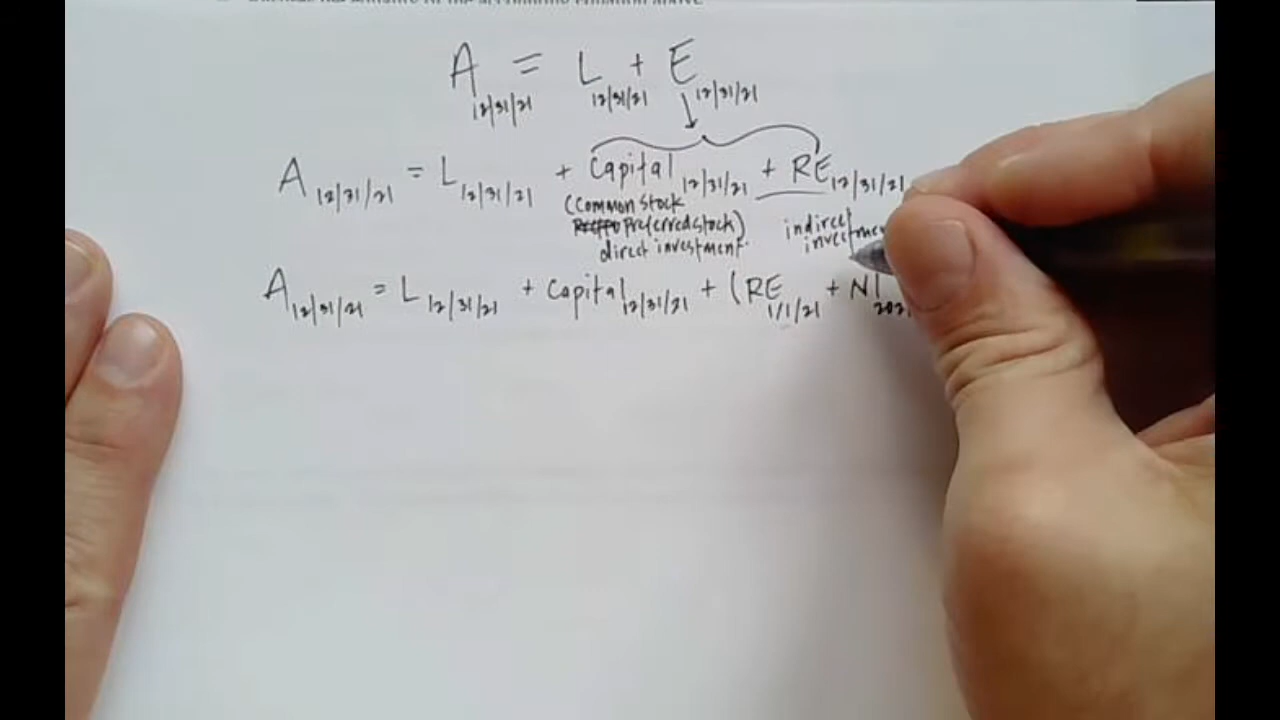 A 12/31/21 = L 12/31/21 + E 12/31/21
A 12/31/21 = L 12/31/21 + Capital 12/31/21 + RE 12/31/21
(Common Stock
Preferred stock) indirect
direct investment.
A 12/31/21 = L 12/31/21 + Capital 12/31/21 + (RE 1/1/21 + NI 2021